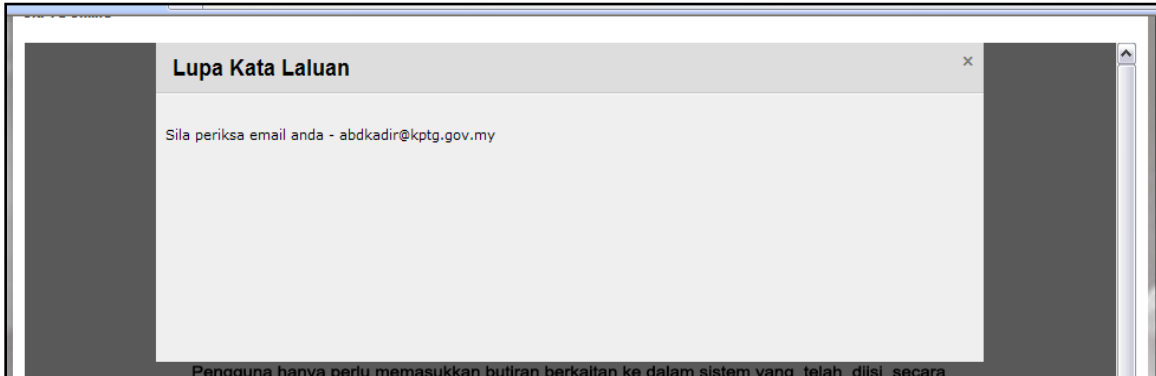 Lupa Kata Laluan
×
Sila periksa email anda - abdkadir@kptg.gov.my
Pengguna hanya perlu memasukkan butiran berkaitan ke dalam sistem yang telah diisi secara